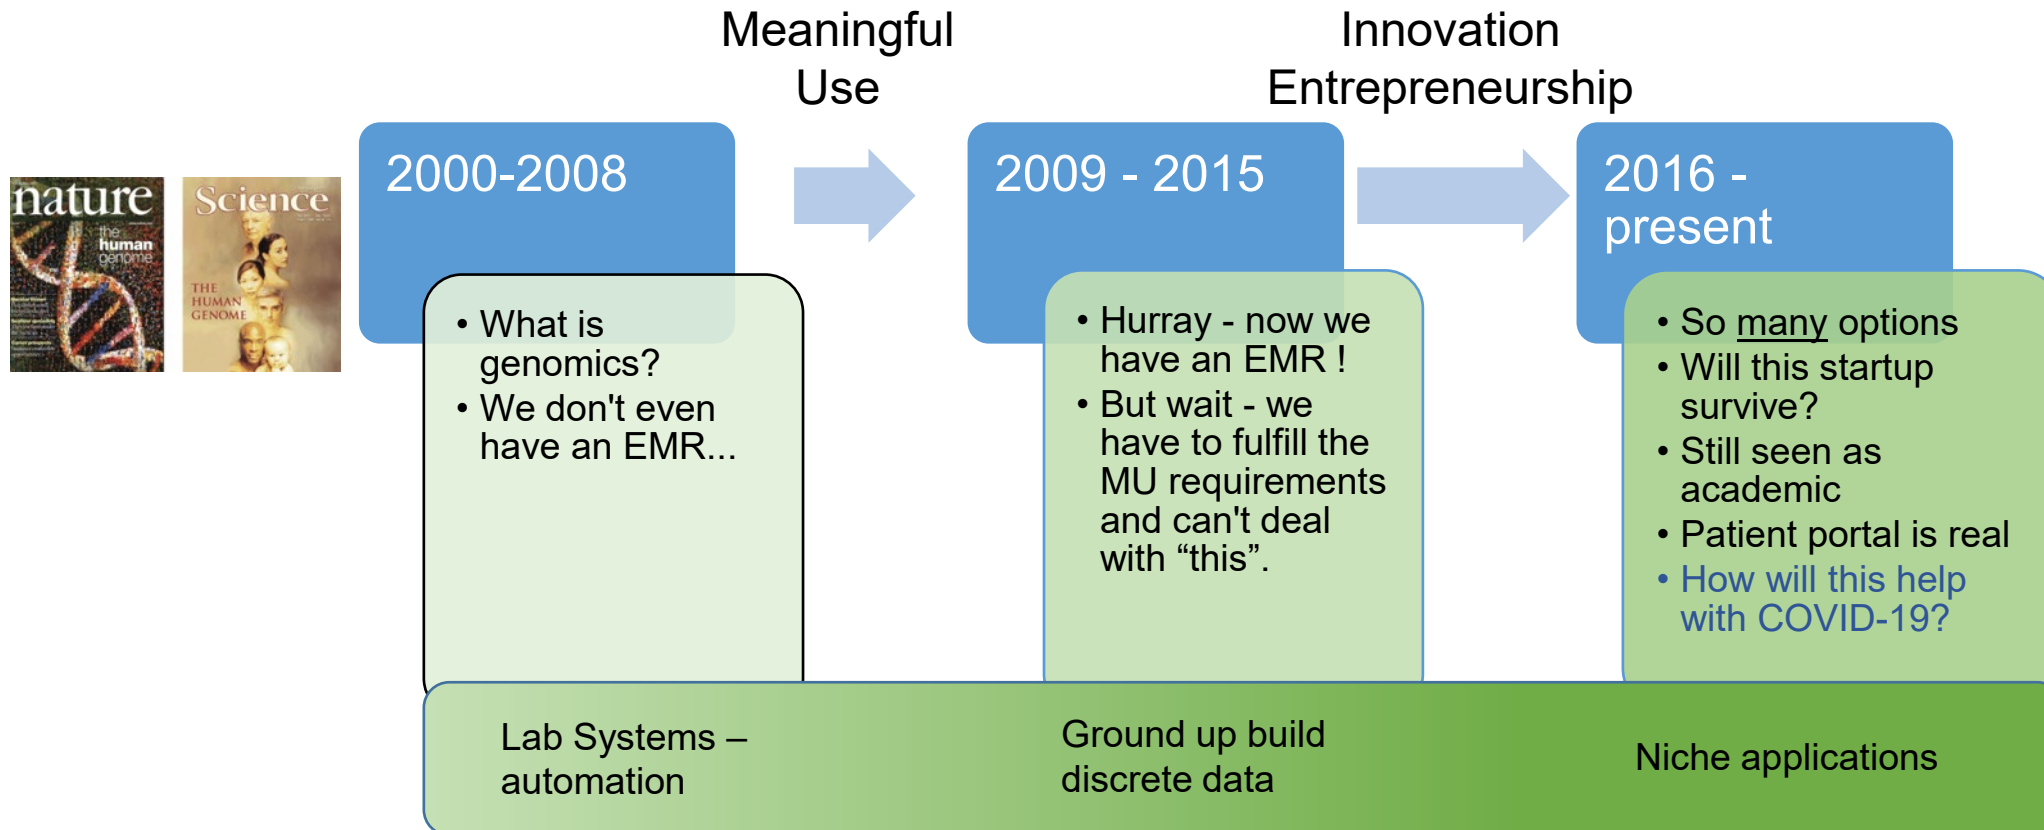 Meaningful
Use
Innovation
Entrepreneurship
nature
the
human
genome
Science
THE
HUMAN
GENOME
2000-2008
• What is
genomics?
• We don't even
have an EMR...
2009 - 2015
• Hurray - now we
have an EMR !
• But wait - we
have to fulfill the
MU requirements
and can't deal
with “this”.
2016 -
present
• So many options
• Will this startup
survive?
• Still seen as
academic
• Patient portal is real
• How will this help
with COVID-19?
Lab Systems –
automation
Ground up build
discrete data
Niche applications